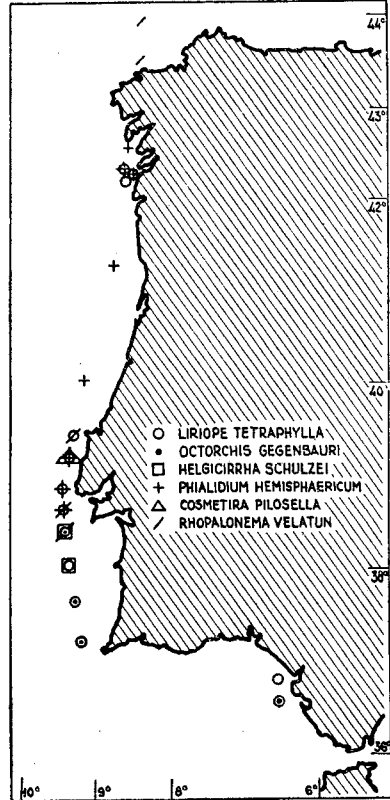 44°
43°
42°
40
LIRIOPE TETRAPHYLLA
OCTORCHIS GEGENBAURI
HELGICIRRHA SCHULZEI
PHIALIDIUM HEMISPHAERICUM
COSMETIRA PILOSELLA
RHOPALONEMA VELATUN
38°
36°
10° 9° 8° 6°